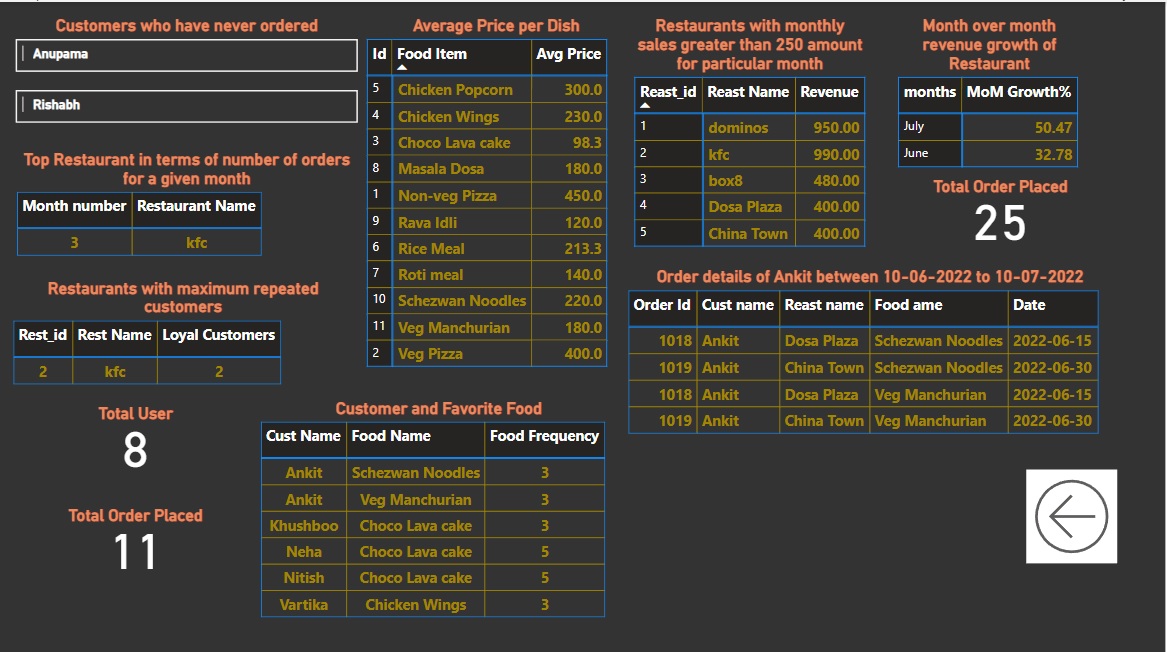 Customers who have never ordered
Anupama
Rishabh
Top Restaurant in terms of number of orders
for a given month
Month number Restaurant Name
3 kfc
Restaurants with maximum repeated
customers
Rest_id Rest Name Loyal Customers
2 kfc 2
Total User
8
Total Order Placed
11
Average Price per Dish
Id Food Item Avg Price
5 Chicken Popcorn 300.0
4 Chicken Wings 230.0
3 Choco Lava cake 98.3
8 Masala Dosa 180.0
1 Non-veg Pizza 450.0
9 Rava Idli 120.0
6 Rice Meal 213.3
7 Roti meal 140.0
10 Schezwan Noodles 220.0
11 Veg Manchurian 180.0
2 Veg Pizza 400.0
Customer and Favorite Food
Cust Name Food Name Food Frequency
Ankit Schezwan Noodles 3
Ankit Veg Manchurian 3
Khushboo Choco Lava cake 3
Neha Choco Lava cake 5
Nitish Choco Lava cake 5
Vartika Chicken Wings 3
Restaurants with monthly
sales greater than 250 amount
for particular month
Reast_id Reast Name Revenue
1 dominos 950.00
2 kfc 990.00
3 box8 480.00
4 Dosa Plaza 400.00
5 China Town 400.00
Month over month
revenue growth of
Restaurant
months MoM Growth%
July 50.47
June 32.78
Total Order Placed
25
Order details of Ankit between 10-06-2022 to 10-07-2022
Order Id Cust name Reast name Food ame Date
1018 Ankit Dosa Plaza Schezwan Noodles 2022-06-15
1019 Ankit China Town Schezwan Noodles 2022-06-30
1018 Ankit Dosa Plaza Veg Manchurian 2022-06-15
1019 Ankit China Town Veg Manchurian 2022-06-30